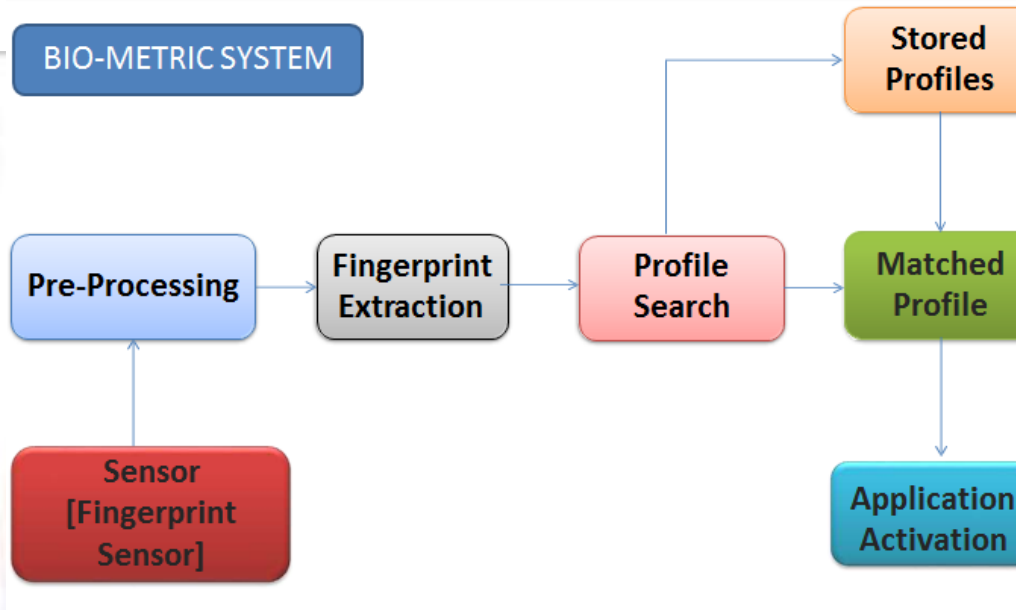 BIO-METRIC SYSTEM
Stored
Profiles
Pre-Processing
Fingerprint
Extraction
Profile
Search
Matched
Profile
Sensor
[Fingerprint
Sensor]
Application
Activation